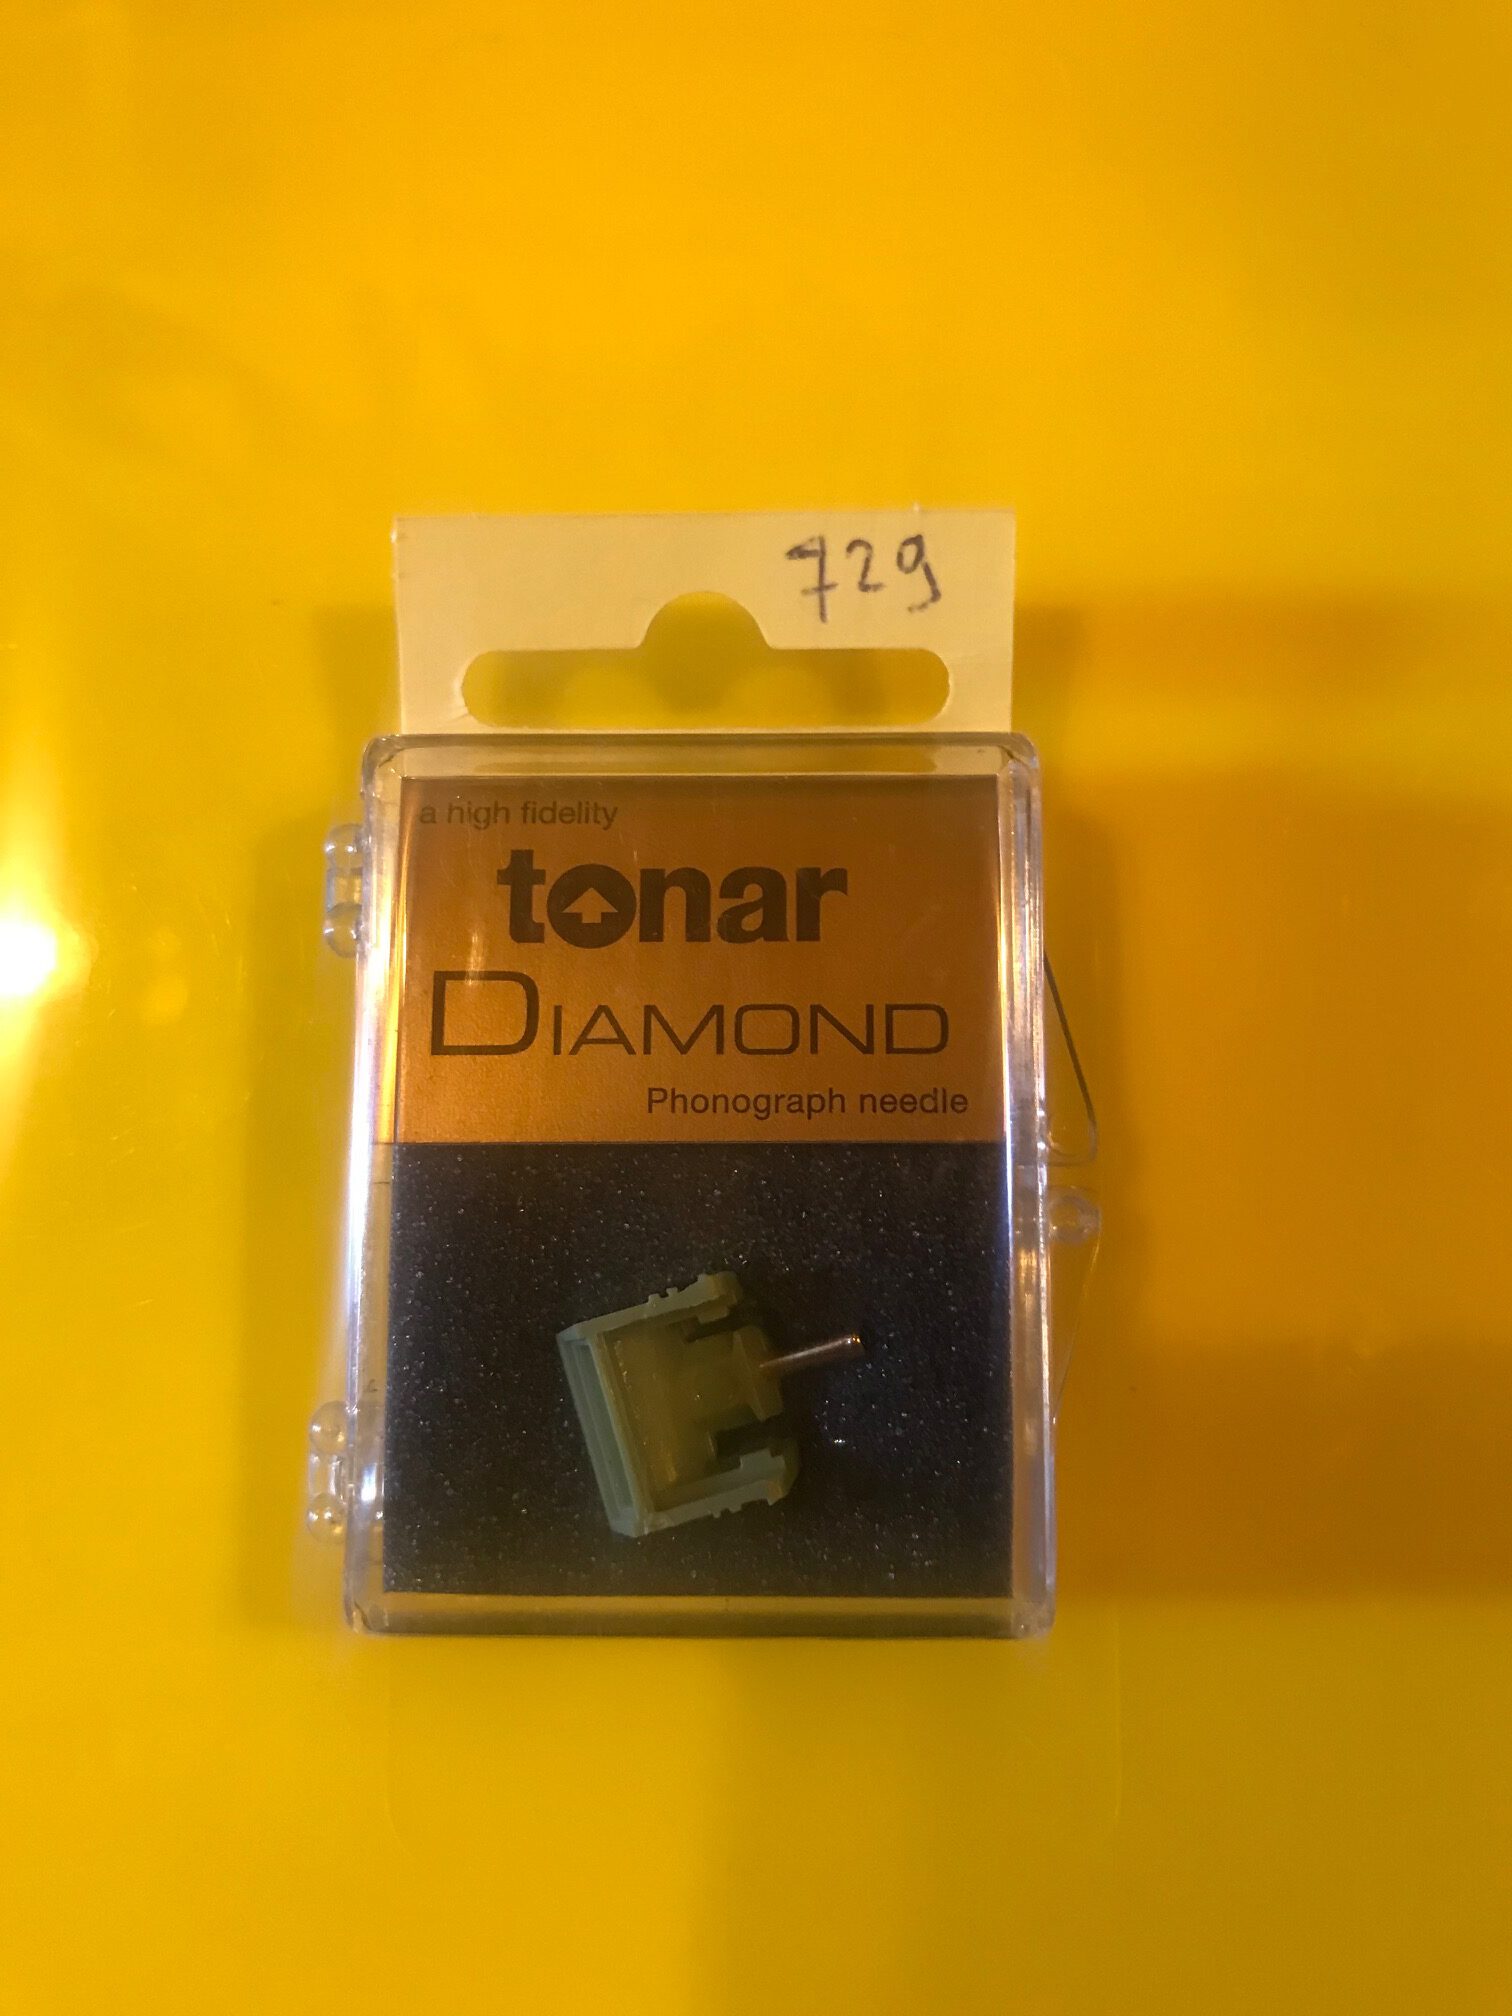 729
a high fidelity
tonar
DIAMOND
Phonograph needle